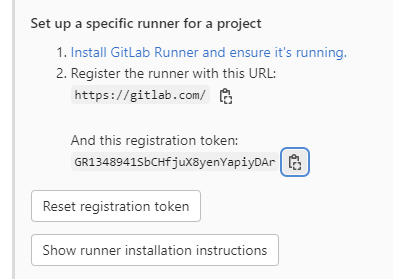 Set up a specific runner for a project
1. Install GitLab Runner and ensure it's running.
2. Register the runner with this URL:
https://gitlab.com/
And this registration token:
GR1348941SbCHfjuX8yenYapiyDAr
Reset registration token
Show runner installation instructions